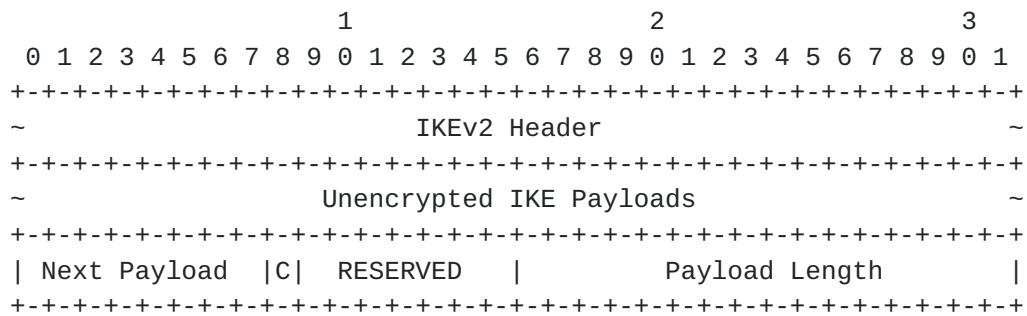 1                   2                   3
 0 1 2 3 4 5 6 7 8 9 0 1 2 3 4 5 6 7 8 9 0 1 2 3 4 5 6 7 8 9 0 1
+-+-+-+-+-+-+-+-+-+-+-+-+-+-+-+-+-+-+-+-+-+-+-+-+-+-+-+-+-+-+-+-+
~                         IKEv2 Header                          ~
+-+-+-+-+-+-+-+-+-+-+-+-+-+-+-+-+-+-+-+-+-+-+-+-+-+-+-+-+-+-+-+-+
~                   Unencrypted IKE Payloads                    ~
+-+-+-+-+-+-+-+-+-+-+-+-+-+-+-+-+-+-+-+-+-+-+-+-+-+-+-+-+-+-+-+-+
| Next Payload  |C|  RESERVED   |         Payload Length        |
+-+-+-+-+-+-+-+-+-+-+-+-+-+-+-+-+-+-+-+-+-+-+-+-+-+-+-+-+-+-+-+-+